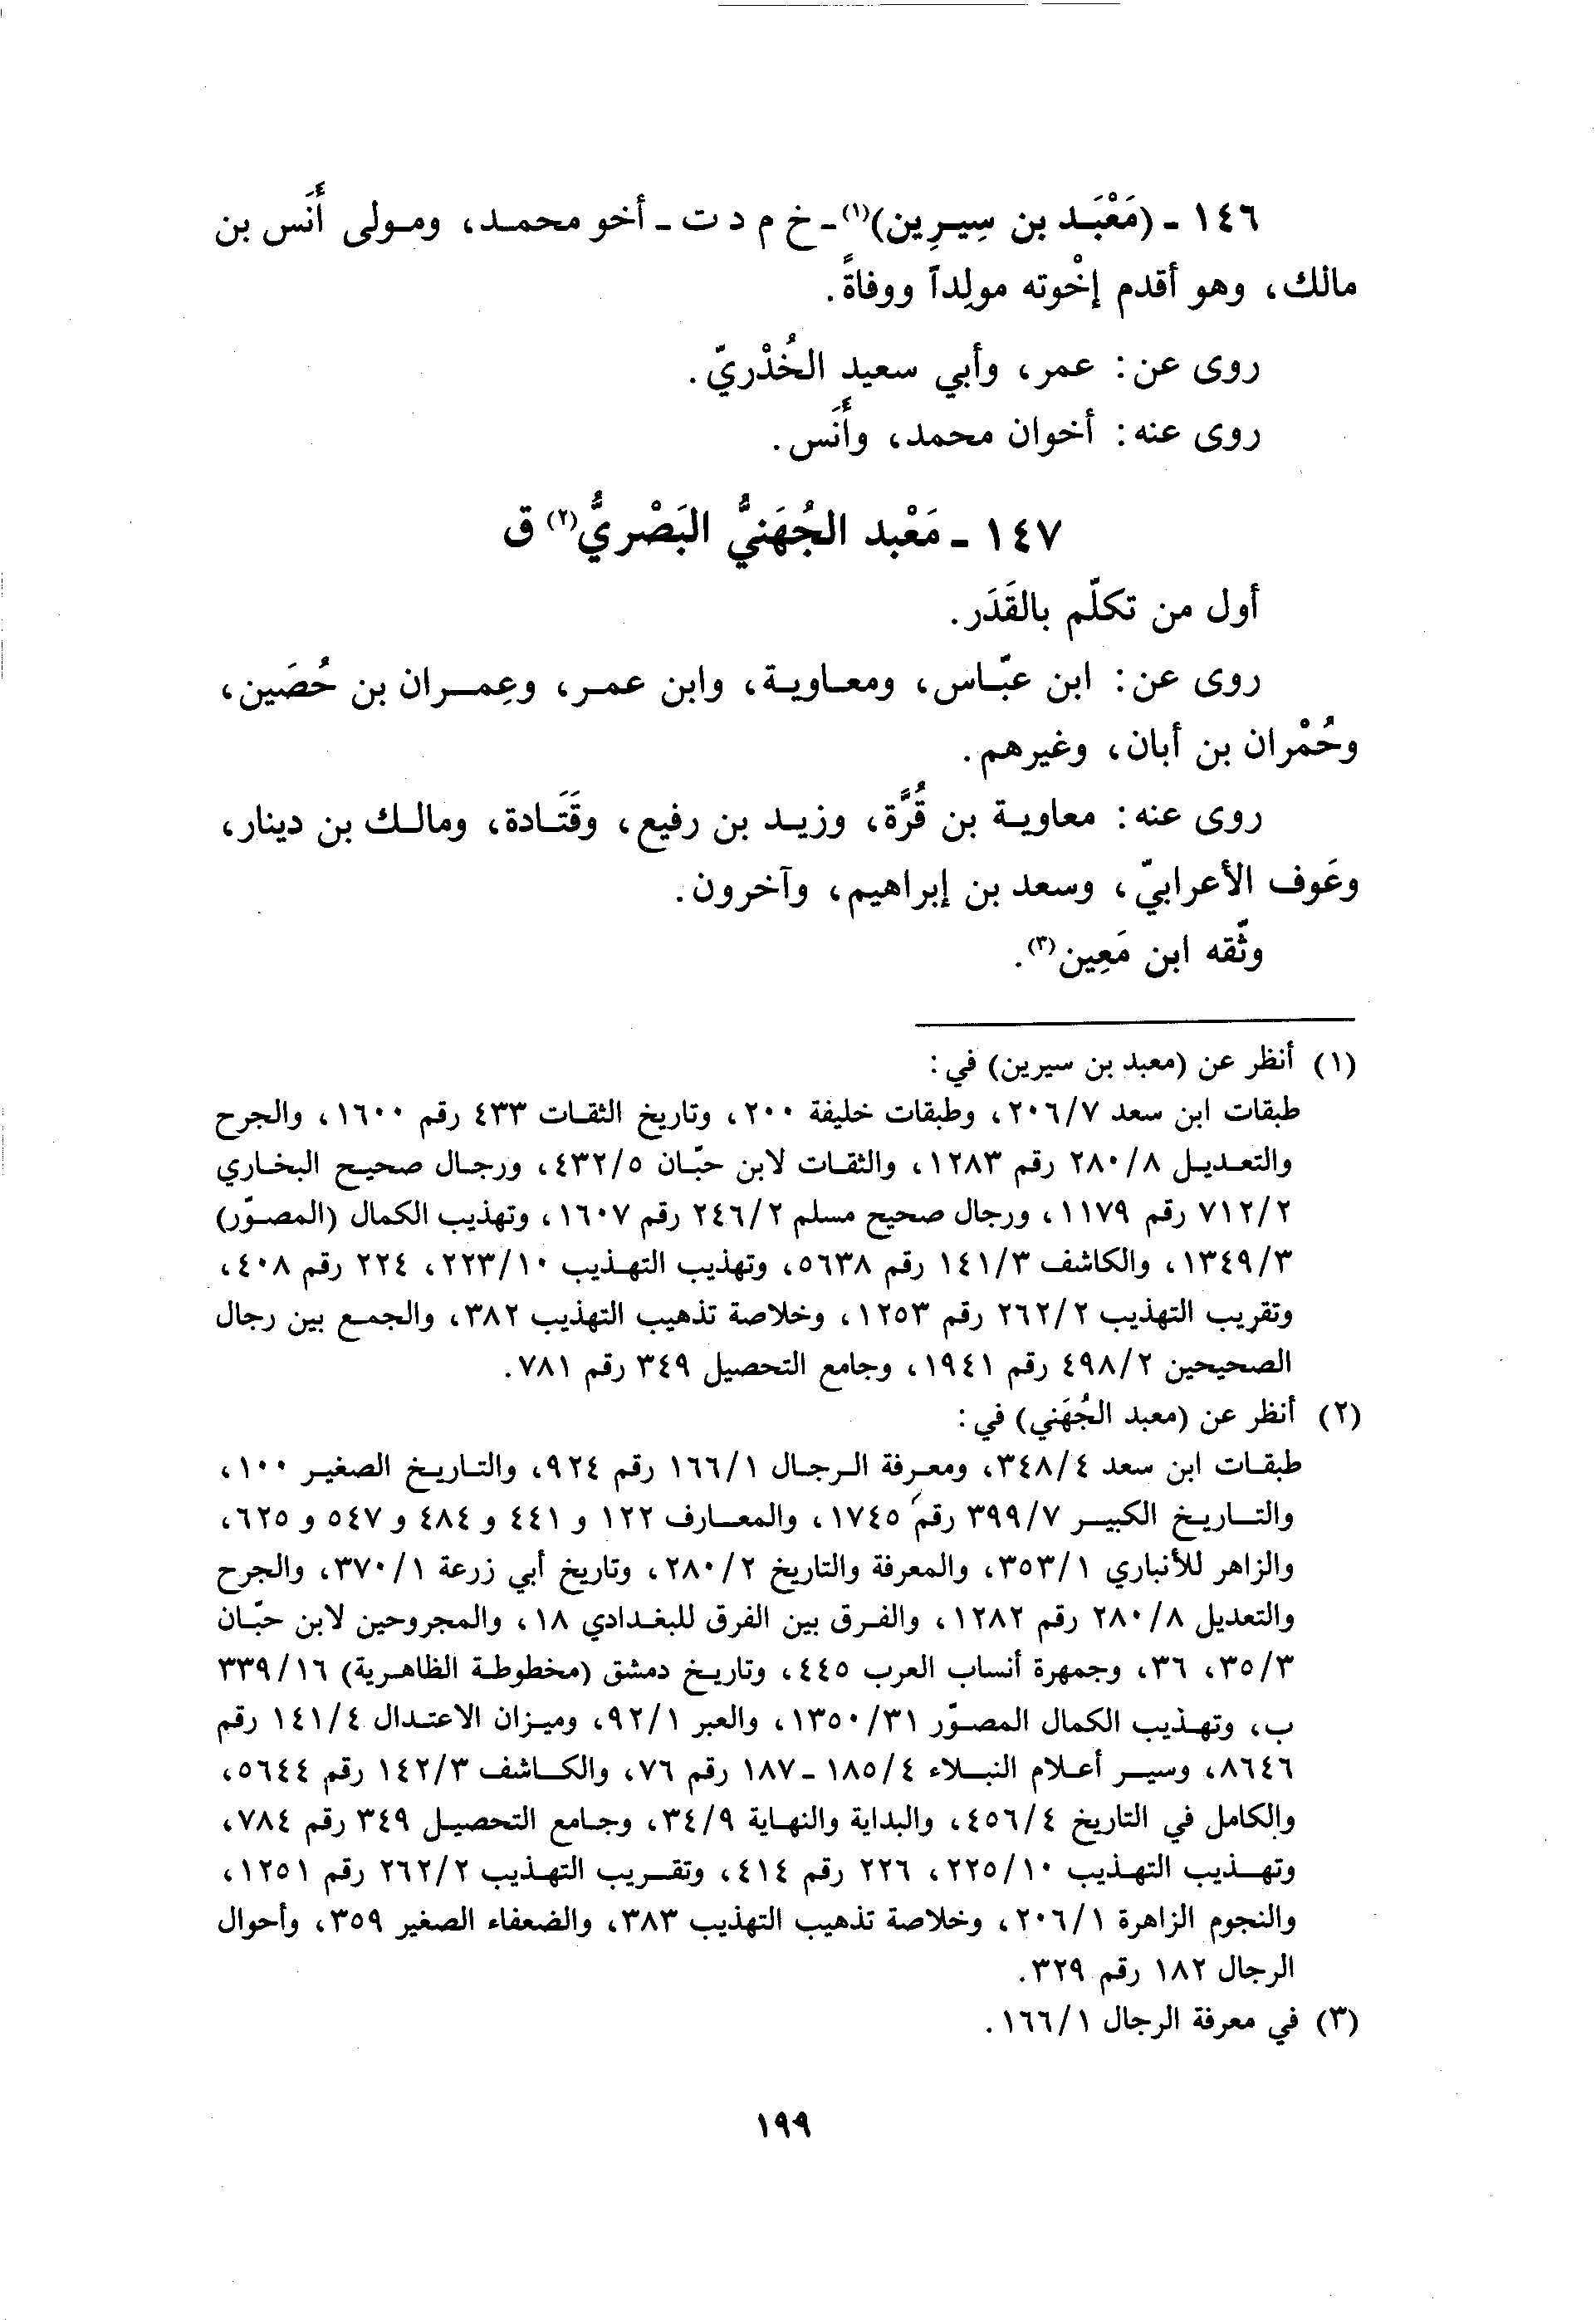 ١٤٦ - (مَعْبَد بن سِيرِين)(١) - خ م د ت - أخو محمد، ومولى أَنَس بن
مالك، وهو أقدم إخْوته مولِداً ووفاةً.
روى عن: عمر، وأبي سعيد الخُدْريّ.
روى عنه: أخوان محمد، وأَنَس.
١٤٧ - مَعْبد الجُهَنيُّ البَصْريُّ(٢) ق
أول من تكلّم بالقَدَر.
روى عن: ابن عبّاس، ومعاوية، وابن عمر، وعِمران بن حُصَين،
وحُمْران بن أبان، وغيرهم.
روى عنه: معاوية بن قُرَّة، وزيد بن رفيع، وقَتَادة، ومالك بن دينار،
وعَوف الأعرابيّ، وسعد بن إبراهيم، وآخرون.
وثّقه ابن مَعِين(٣).
(١) أنظر عن (معبد بن سيرين) في:
طبقات ابن سعد ٢٠٦/٧، وطبقات خليفة ٢٠٠، وتاريخ الثقات ٤٣٣ رقم ١٦٠٠، والجرح
والتعديل ٢٨٠/٨ رقم ١٢٨٣، والثقات لابن حبّان ٤٣٢/٥، ورجال صحيح البخاري
٧١٢/٢ رقم ١١٧٩، ورجال صحيح مسلم ٢٤٦/٢ رقم ١٦٠٧، وتهذيب الكمال (المصوّر)
١٣٤٩/٣، والكاشف ١٤١/٣ رقم ٥٦٣٨، وتهذيب التهذيب ٢٢٣/١٠، ٢٢٤ رقم ٤٠٨،
وتقريب التهذيب ٢٦٢/٢ رقم ١٢٥٣، وخلاصة تذهيب التهذيب ٣٨٢، والجمع بين رجال
الصحيحين ٤٩٨/٢ رقم ١٩٤١، وجامع التحصيل ٣٤٩ رقم ٧٨١.
(٢) أنظر عن (معبد الجُهَني) في:
طبقات ابن سعد ٣٤٨/٤، ومعرفة الرجال ١٦٦/١ رقم ٩٢٤، والتاريخ الصغير ١٠٠،
والتاريخ الكبير ٣٩٩/٧ رقم ١٧٤٥، والمعارف ١٢٢ و ٤٤١ و ٤٨٤ و ٥٤٧ و ٦٢٥،
والزاهر للأنباري ٣٥٣/١، والمعرفة والتاريخ ٢٨٠/٢، وتاريخ أبي زرعة ٣٧٠/١، والجرح
والتعديل ٢٨٠/٨ رقم ١٢٨٢، والفرق بين الفرق للبغدادي ١٨، والمجروحين لابن حبّان
٣٥/٣، ٣٦، وجمهرة أنساب العرب ٤٤٥، وتاريخ دمشق (مخطوطة الظاهرية) ٣٣٩/١٦
ب، وتهذيب الكمال المصوّر ١٣٥٠/٣١، والعبر ٩٢/١، وميزان الاعتدال ١٤١/٤ رقم
٨٦٤٦، وسير أعلام النبلاء ١٨٥/٤ - ١٨٧ رقم ٧٦، والكاشف ١٤٢/٣ رقم ٥٦٤٤،
والكامل في التاريخ ٤٥٦/٤، والبداية والنهاية ٣٤/٩، وجامع التحصيل ٣٤٩ رقم ٧٨٤،
وتهذيب التهذيب ٢٢٥/١٠، ٢٢٦ رقم ٤١٤، وتقريب التهذيب ٢٦٢/٢ رقم ١٢٥١،
والنجوم الزاهرة ٢٠٦/١، وخلاصة تذهيب التهذيب ٣٨٣، والضعفاء الصغير ٣٥٩، وأحوال
الرجال ١٨٢ رقم ٣٢٩.
(٣) في معرفة الرجال ١٦٦/١.
١٩٩